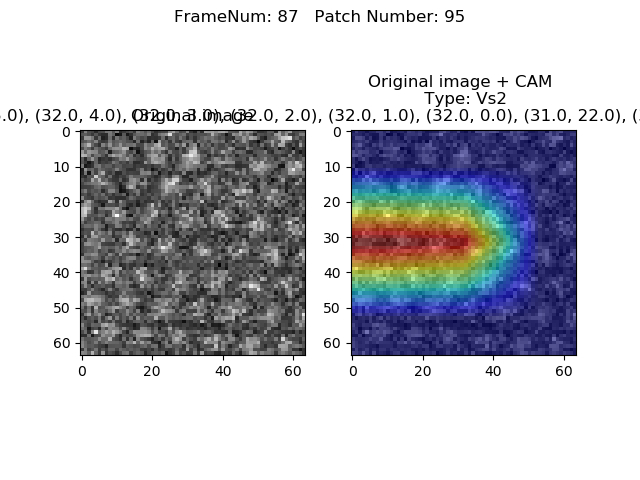 FrameNum: 87   Patch Number: 95
Original image + CAM
Type: Vs2
.0), (32.0, 4.0), (32.0, 3.0), (32.0, 2.0), (32.0, 1.0), (32.0, 0.0), (31.0, 22.0), (3
Original image
0
10
20
30
40
50
60
0 20 40 60
0
10
20
30
40
50
60
0 20 40 60